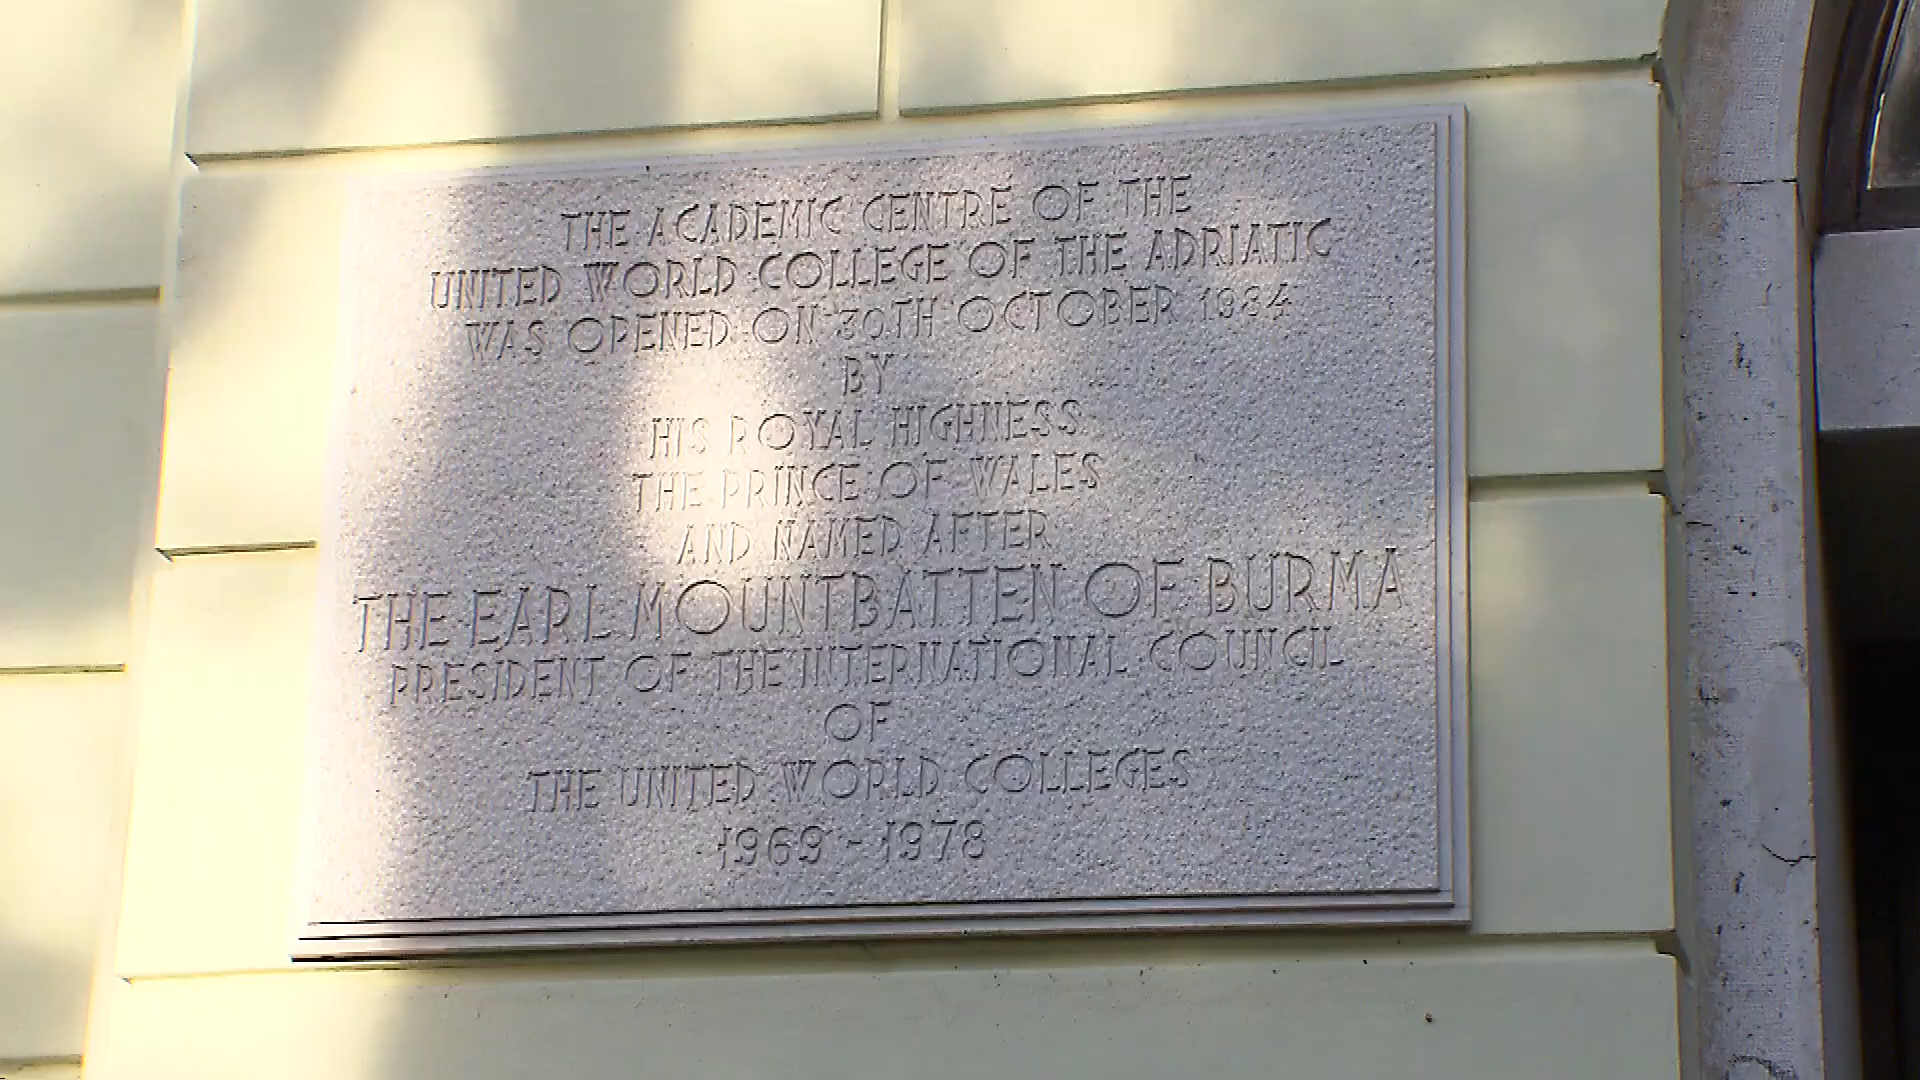 THE ACADEMIC CENTRE OF THE
UNITED WORLD COLLEGE OF THE ADRIATIC
WAS OPENED ON 30TH OCTOBER 1984
BY
HIS ROYAL HIGHNESS
THE PRINCE OF WALES
AND NAMED AFTER
THE EARL MOUNTBATTEN OF BURMA
PRESIDENT OF THE INTERNATIONAL COUNCIL
OF
THE UNITED WORLD COLLEGES
1969 - 1978